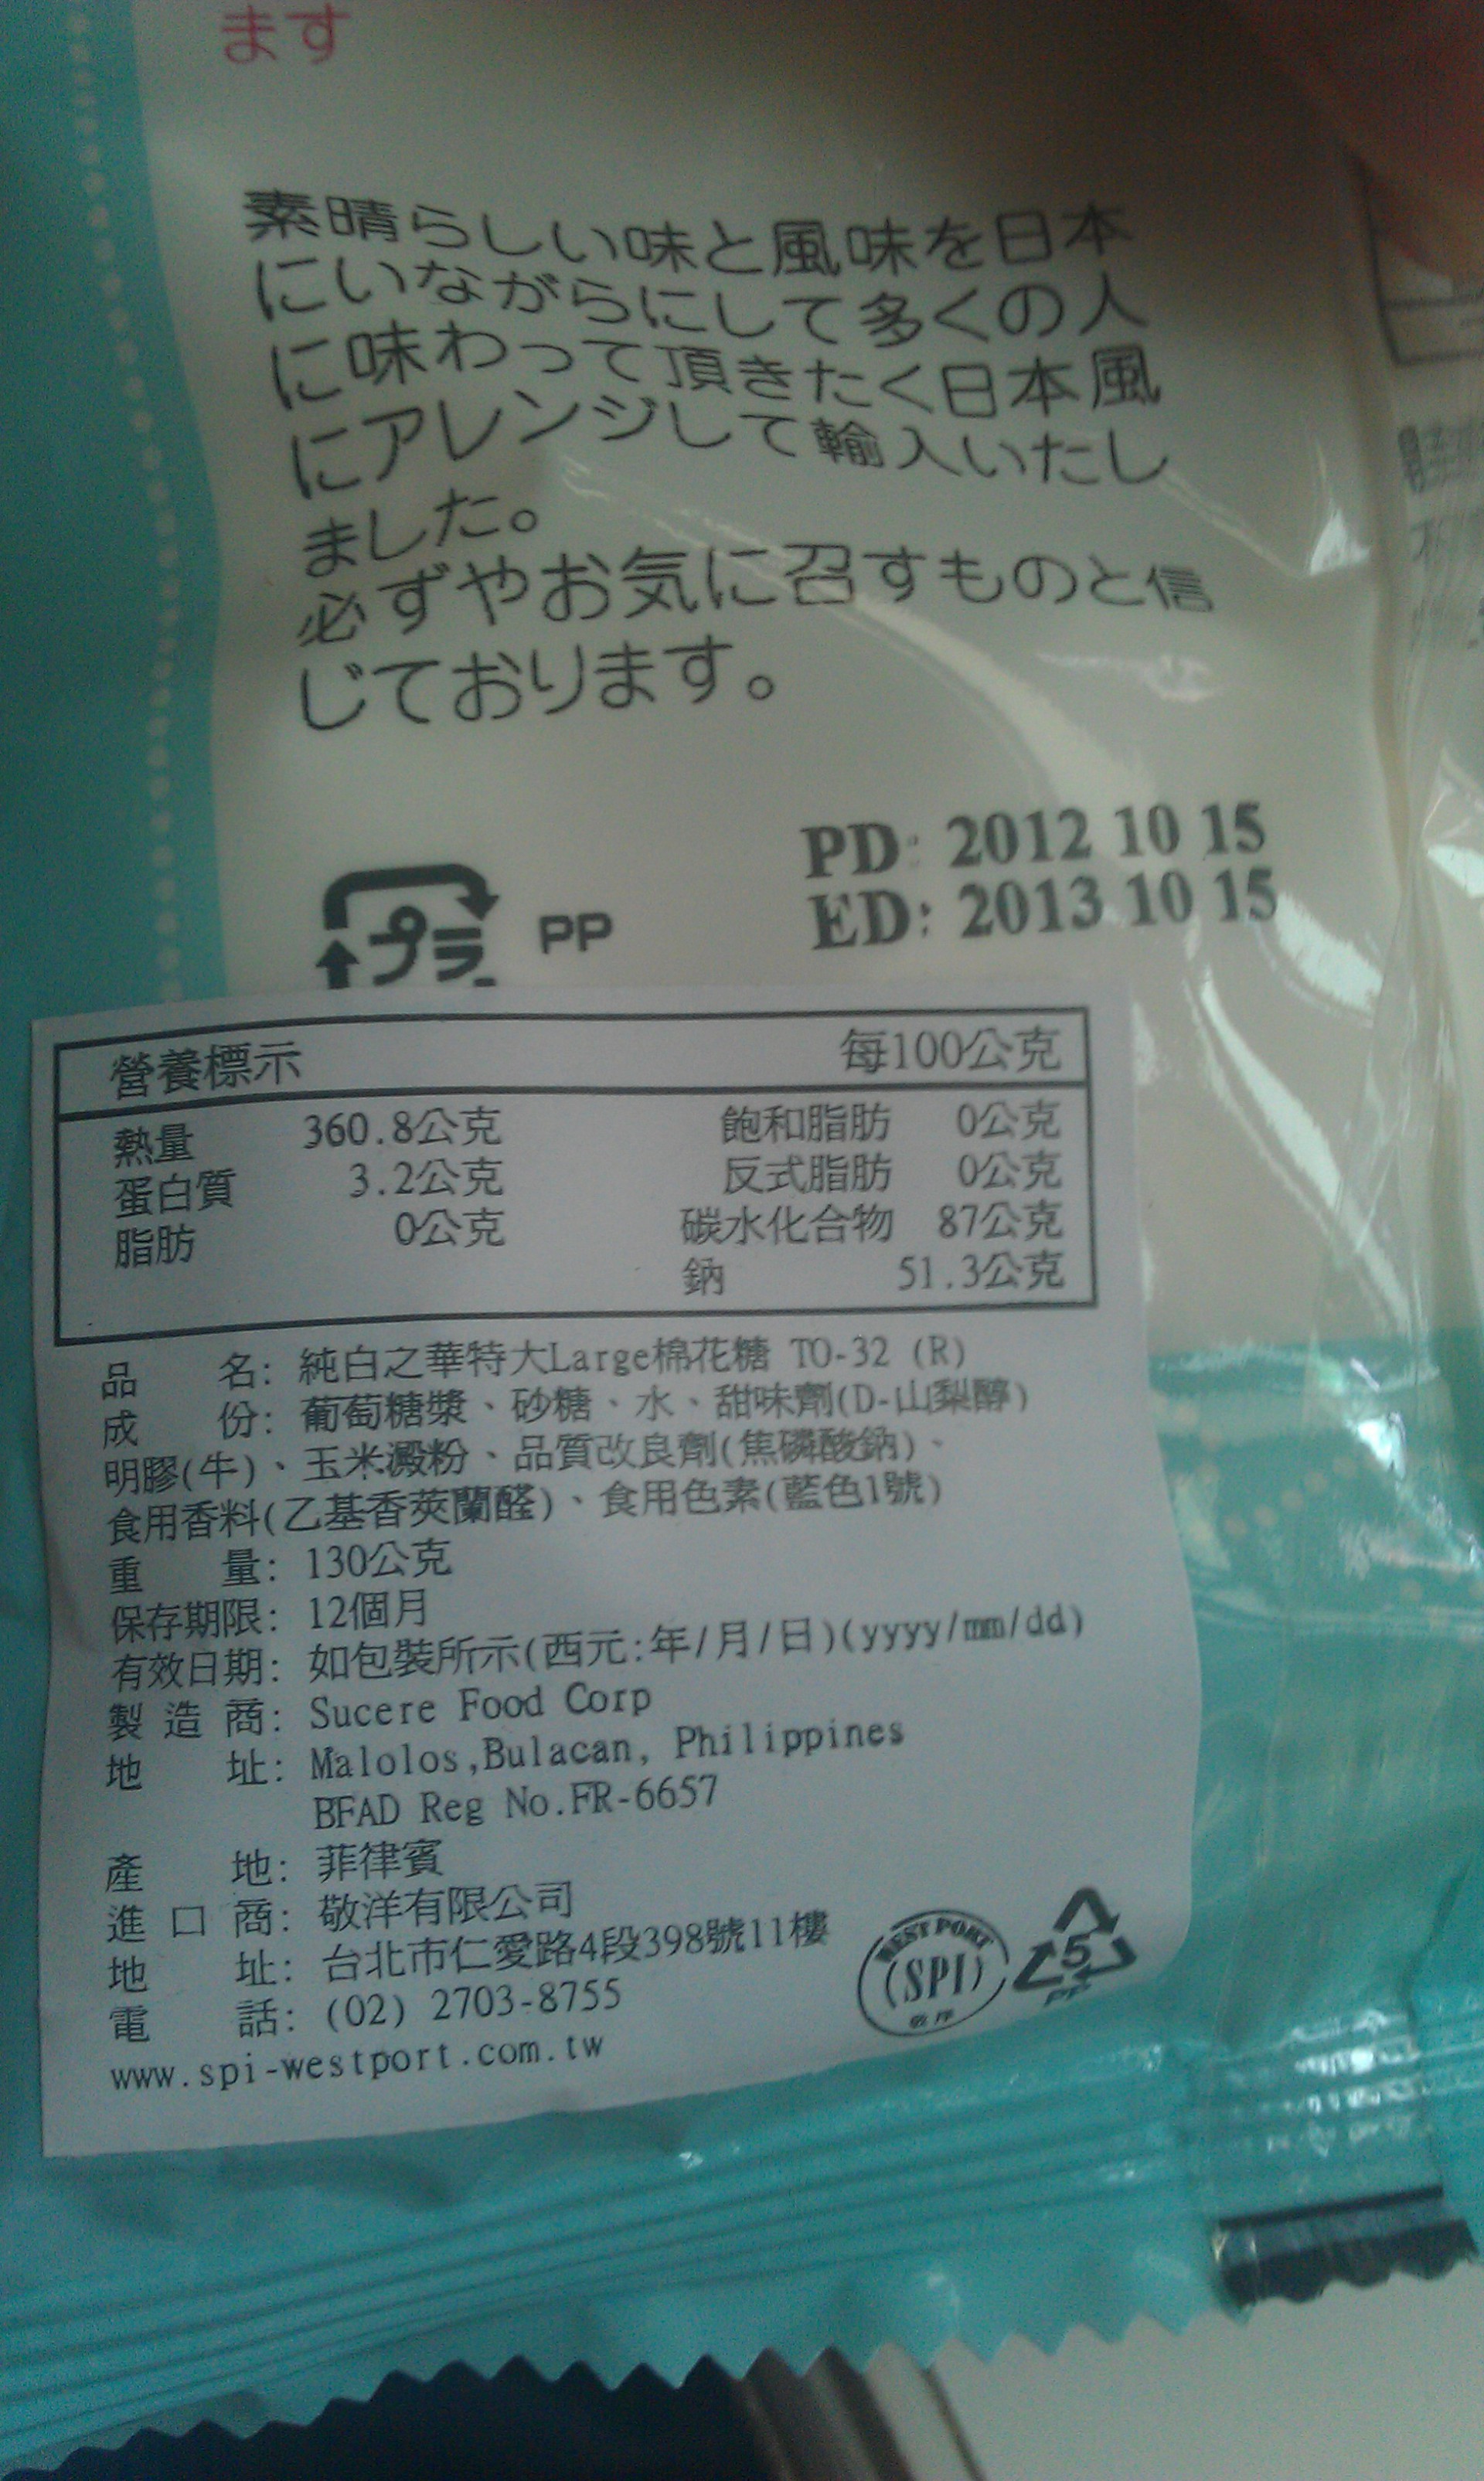 ます
素晴らしい味と風味を日本
にいながらにして多くの人
に味わって頂きたく日本風
にアレンジして輸入いたし
ました。
必ずやお気に召すものと信
じております。
PD: 2012 10 15
ED: 2013 10 15
プラ PP
營養標示 每100公克
熱量 360.8公克 飽和脂肪 0公克
蛋白質 3.2公克 反式脂肪 0公克
脂肪 0公克 碳水化合物 87公克
鈉 51.3公克
品名: 純白之華特大Large棉花糖 TO-32 (R)
成份: 葡萄糖漿、砂糖、水、甜味劑(D-山梨醇)
明膠(牛)、玉米澱粉、品質改良劑(焦磷酸鈉)、
食用香料(乙基香莢蘭醛)、食用色素(藍色1號)
重量: 130公克
保存期限: 12個月
有效日期: 如包裝所示(西元:年/月/日)(yyyy/mm/dd)
製造商: Sucere Food Corp
地址: Malolos,Bulacan, Philippines
BFAD Reg No.FR-6657
產地: 菲律賓
進口商: 敬洋有限公司
地址: 台北市仁愛路4段398號11樓
電話: (02) 2703-8755
www.spi-westport.com.tw
WEST PORT
(SPI)
敬洋
5
PP